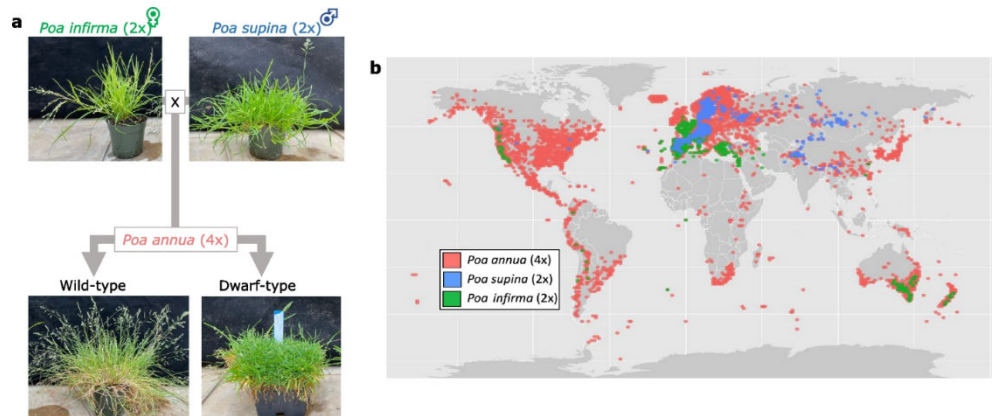 a
Poa infirma (2x)
Poa supina (2x)
X
Poa annua (4x)
Wild-type
Dwarf-type
b
Poa annua (4x)
Poa supina (2x)
Poa infirma (2x)